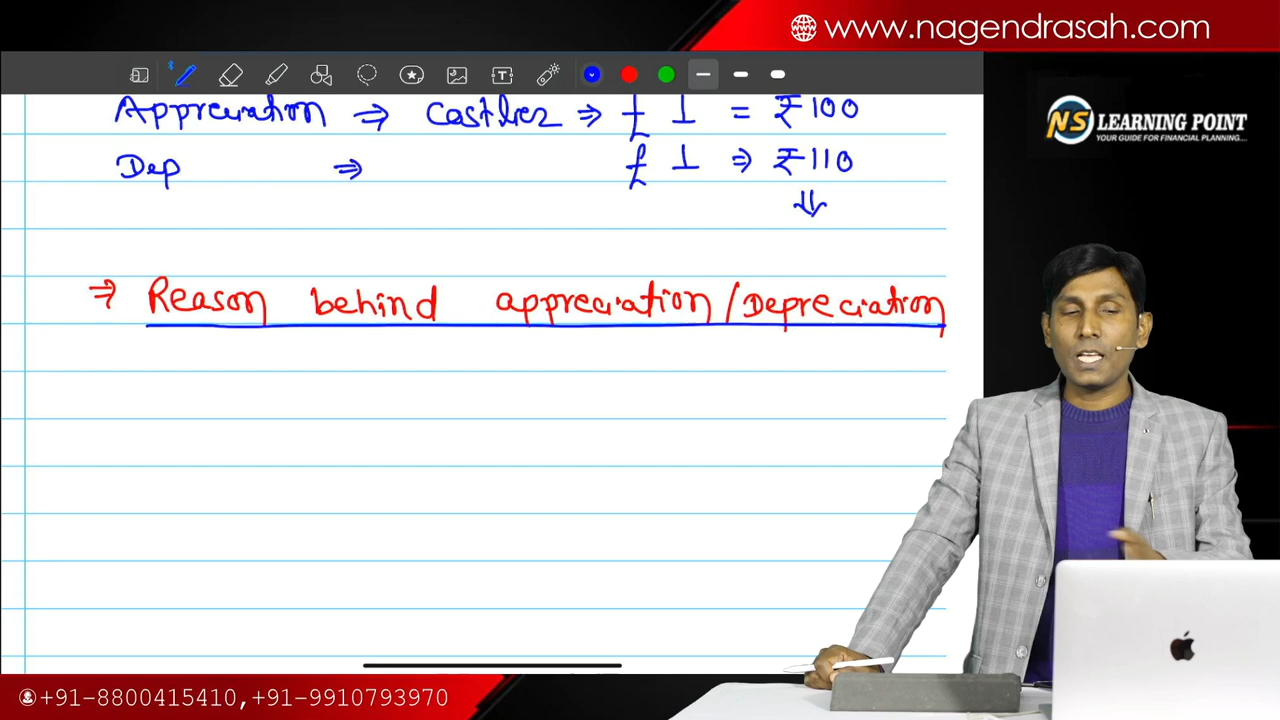 www.nagendrasah.com
Appreciation ⇒ Costlier ⇒ £ 1 = ₹100
Dep ⇒ £ 1 ⇒ ₹110
⇓
NS LEARNING POINT
YOUR GUIDE FOR FINANCIAL PLANNING....
⇒ Reason behind appreciation/Depreciation
+91-8800415410,+91-9910793970